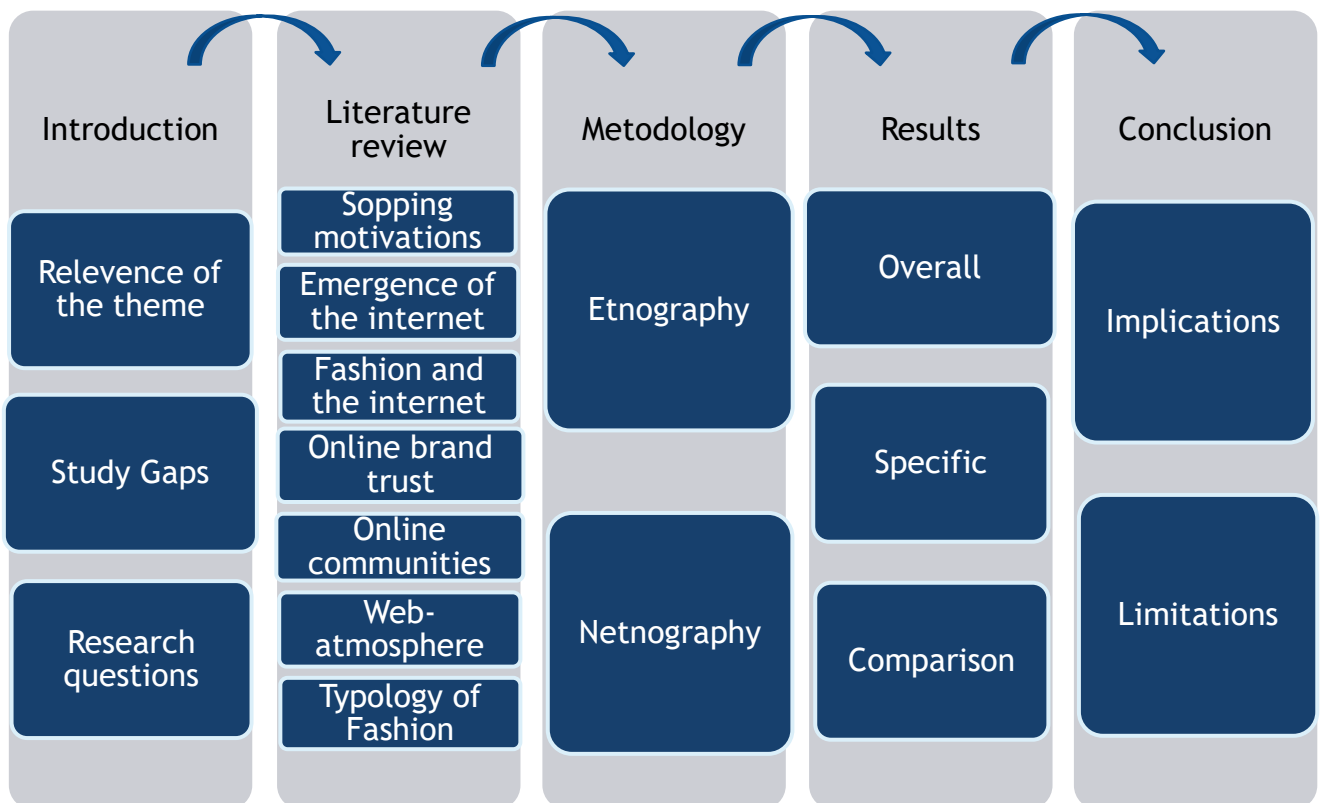 Introduction
Relevence of
the theme
Study Gaps
Research
questions
Literature
review
Sopping
motivations
Emergence of
the internet
Fashion and
the internet
Online brand
trust
Online
communities
Web-
atmosphere
Typology of
Fashion
Metodology
Etnography
Netnography
Results
Overall
Specific
Comparison
Conclusion
Implications
Limitations